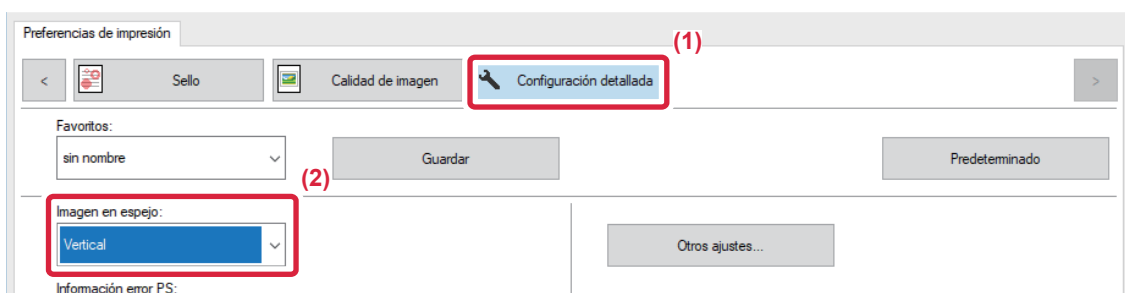 Preferencias de impresión
(1)
<
Sello
Calidad de imagen
Configuración detallada
>
Favoritos:
sin nombre
Guardar
Predeterminado
(2)
Imagen en espejo:
Vertical
Otros ajustes...
Información error PS: